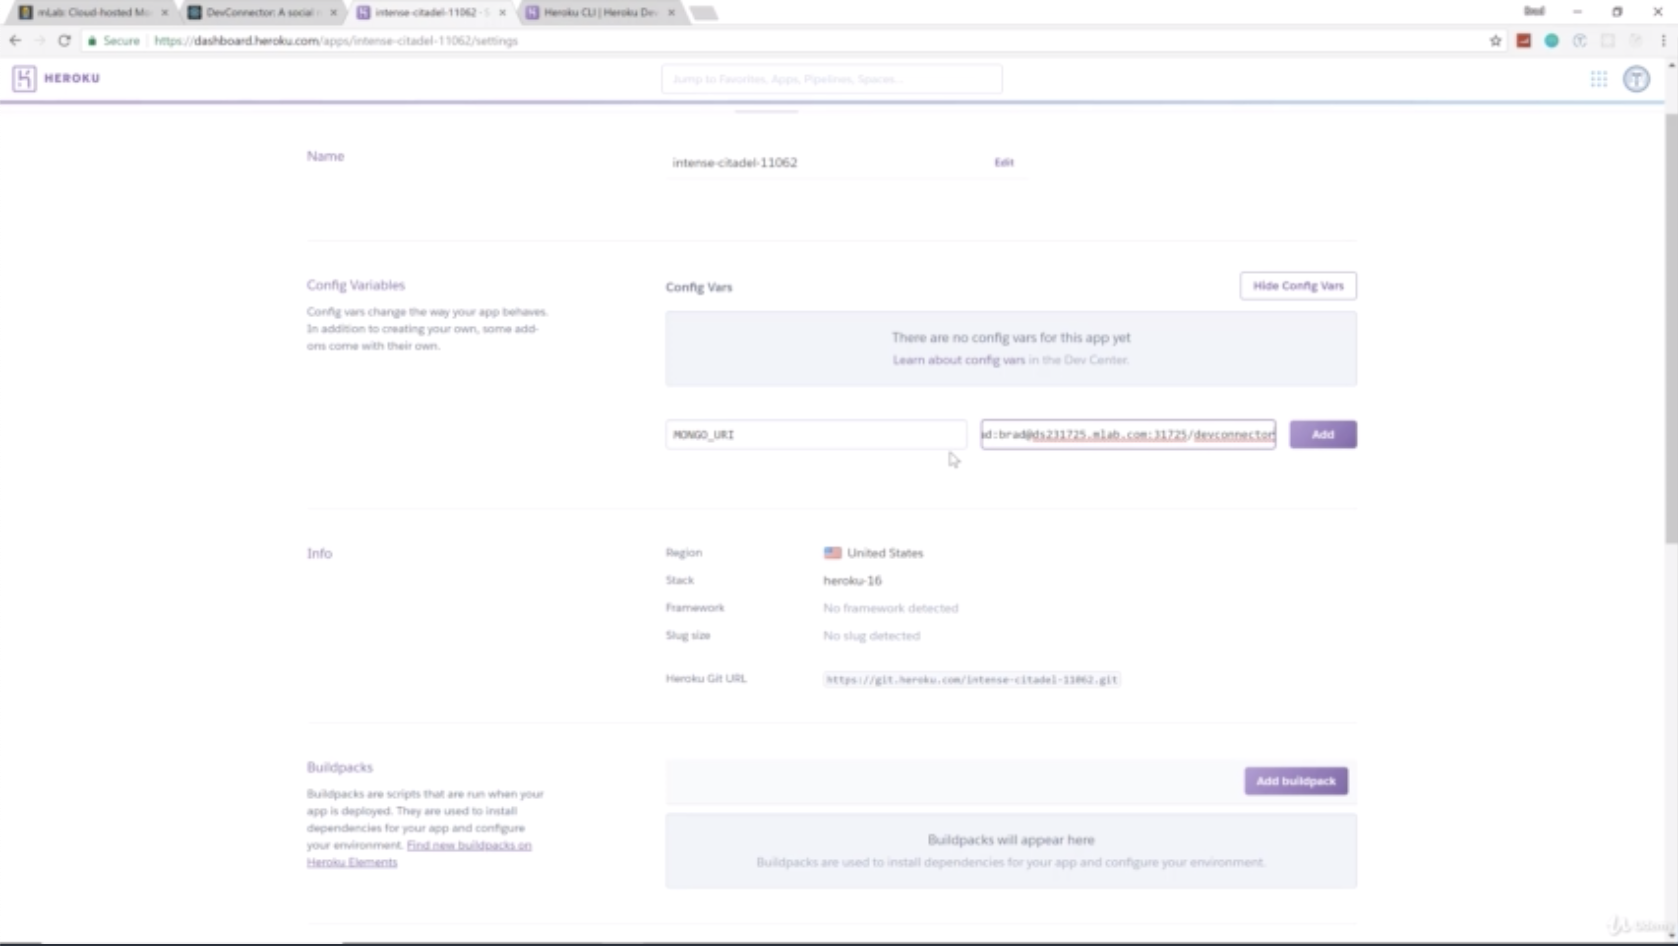 mLab: Cloud-hosted Mo
DevConnector: A social
intense-citadel-11062 - S
Heroku CLI | Heroku De
Secure
https://dashboard.heroku.com/apps/intense-citadel-11062/settings
HEROKU
Jump to Favorites, Apps, Pipelines, Spaces...
Name
intense-citadel-11062
Edit
Config Variables
Config vars change the way your app behaves.
In addition to creating your own, some add-
ons come with their own.
Config Vars
Hide Config Vars
There are no config vars for this app yet
Learn about config vars in the Dev Center.
MONGO_URI
d:brad@ds231725.mlab.com:31725/devconnector
Add
Info
Region
United States
Stack
heroku-16
Framework
No framework detected
Slug size
No slug detected
Heroku Git URL
https://git.heroku.com/intense-citadel-11062.git
Buildpacks
Buildpacks are scripts that are run when your
app is deployed. They are used to install
dependencies for your app and configure
your environment. Find new buildpacks on
Heroku Elements
Add buildpack
Buildpacks will appear here
Buildpacks are used to install dependencies for your app and configure your environment.